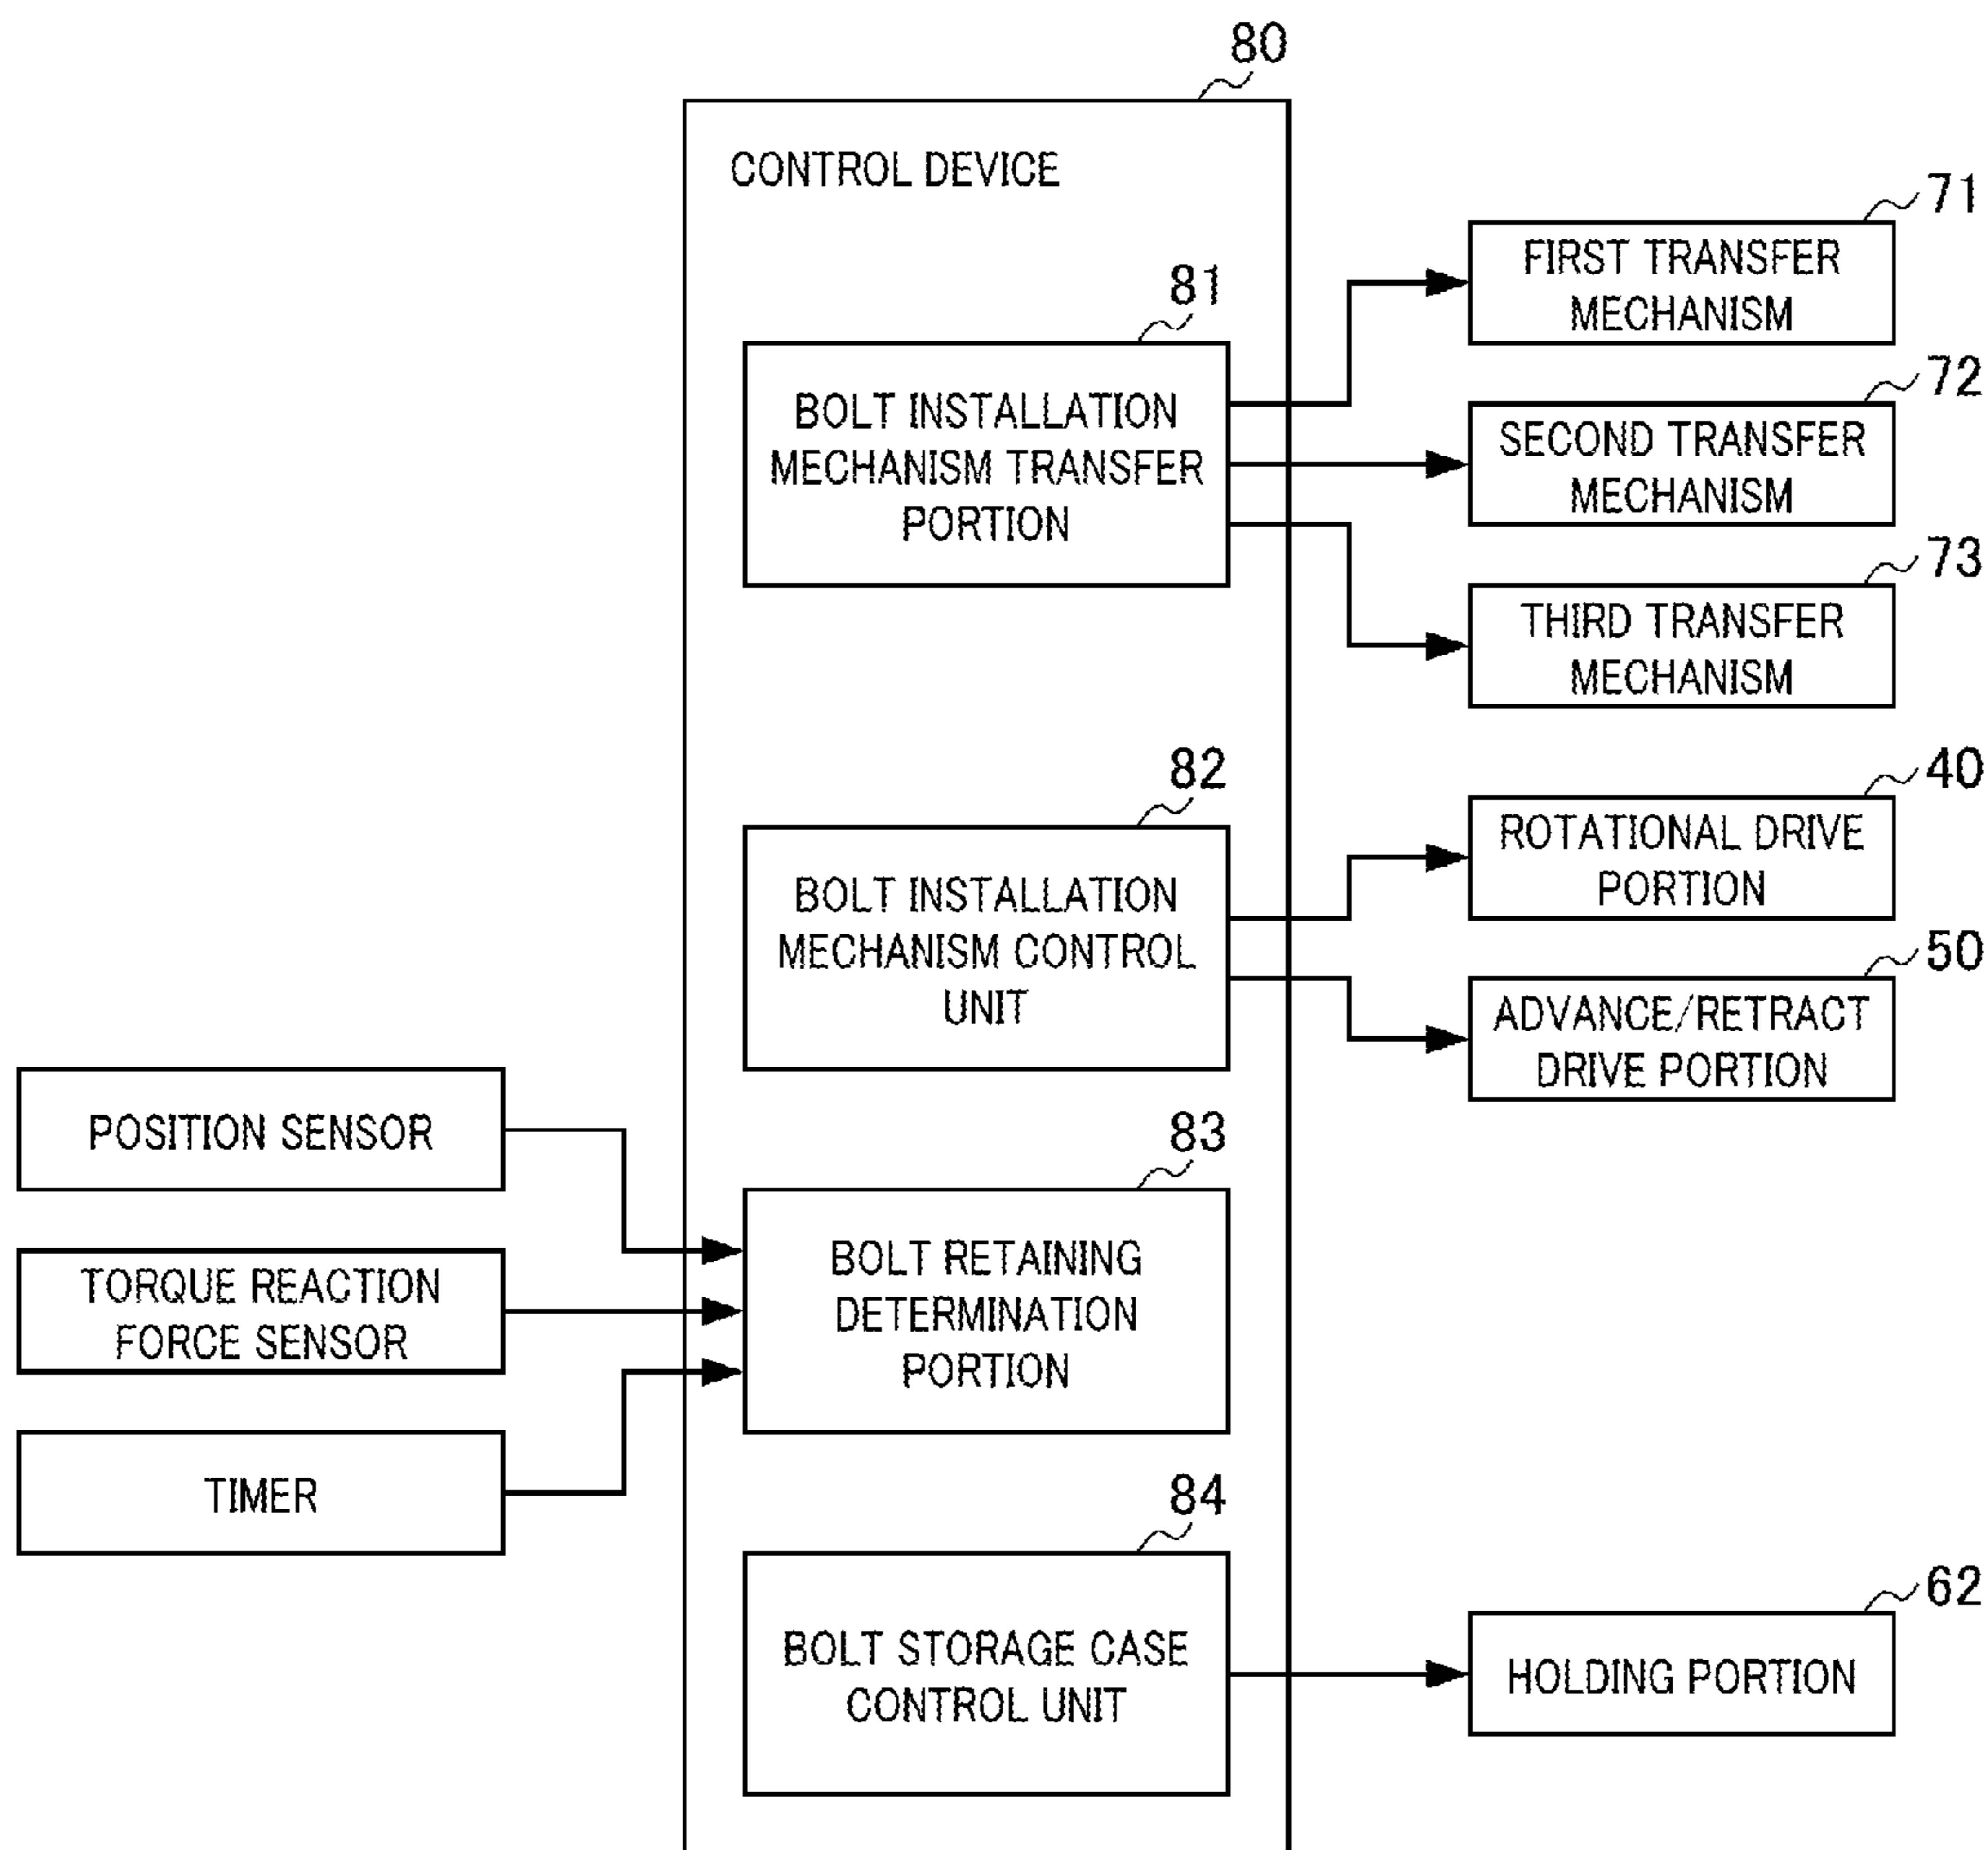 80
CONTROL DEVICE
81
BOLT INSTALLATION
MECHANISM TRANSFER
PORTION
71
FIRST TRANSFER
MECHANISM
72
SECOND TRANSFER
MECHANISM
73
THIRD TRANSFER
MECHANISM
82
BOLT INSTALLATION
MECHANISM CONTROL
UNIT
40
ROTATIONAL DRIVE
PORTION
50
ADVANCE/RETRACT
DRIVE PORTION
POSITION SENSOR
TORQUE REACTION
FORCE SENSOR
TIMER
83
BOLT RETAINING
DETERMINATION
PORTION
84
BOLT STORAGE CASE
CONTROL UNIT
62
HOLDING PORTION